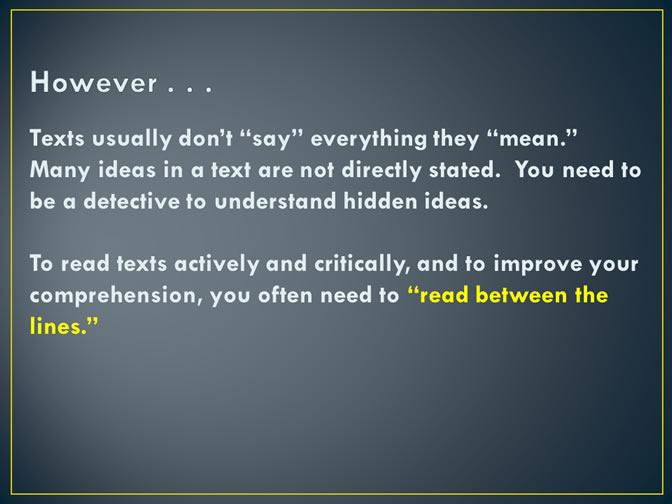 However . . .
Texts usually don’t “say” everything they “mean.”
Many ideas in a text are not directly stated.  You need to
be a detective to understand hidden ideas.
To read texts actively and critically, and to improve your
comprehension, you often need to “read between the
lines.”